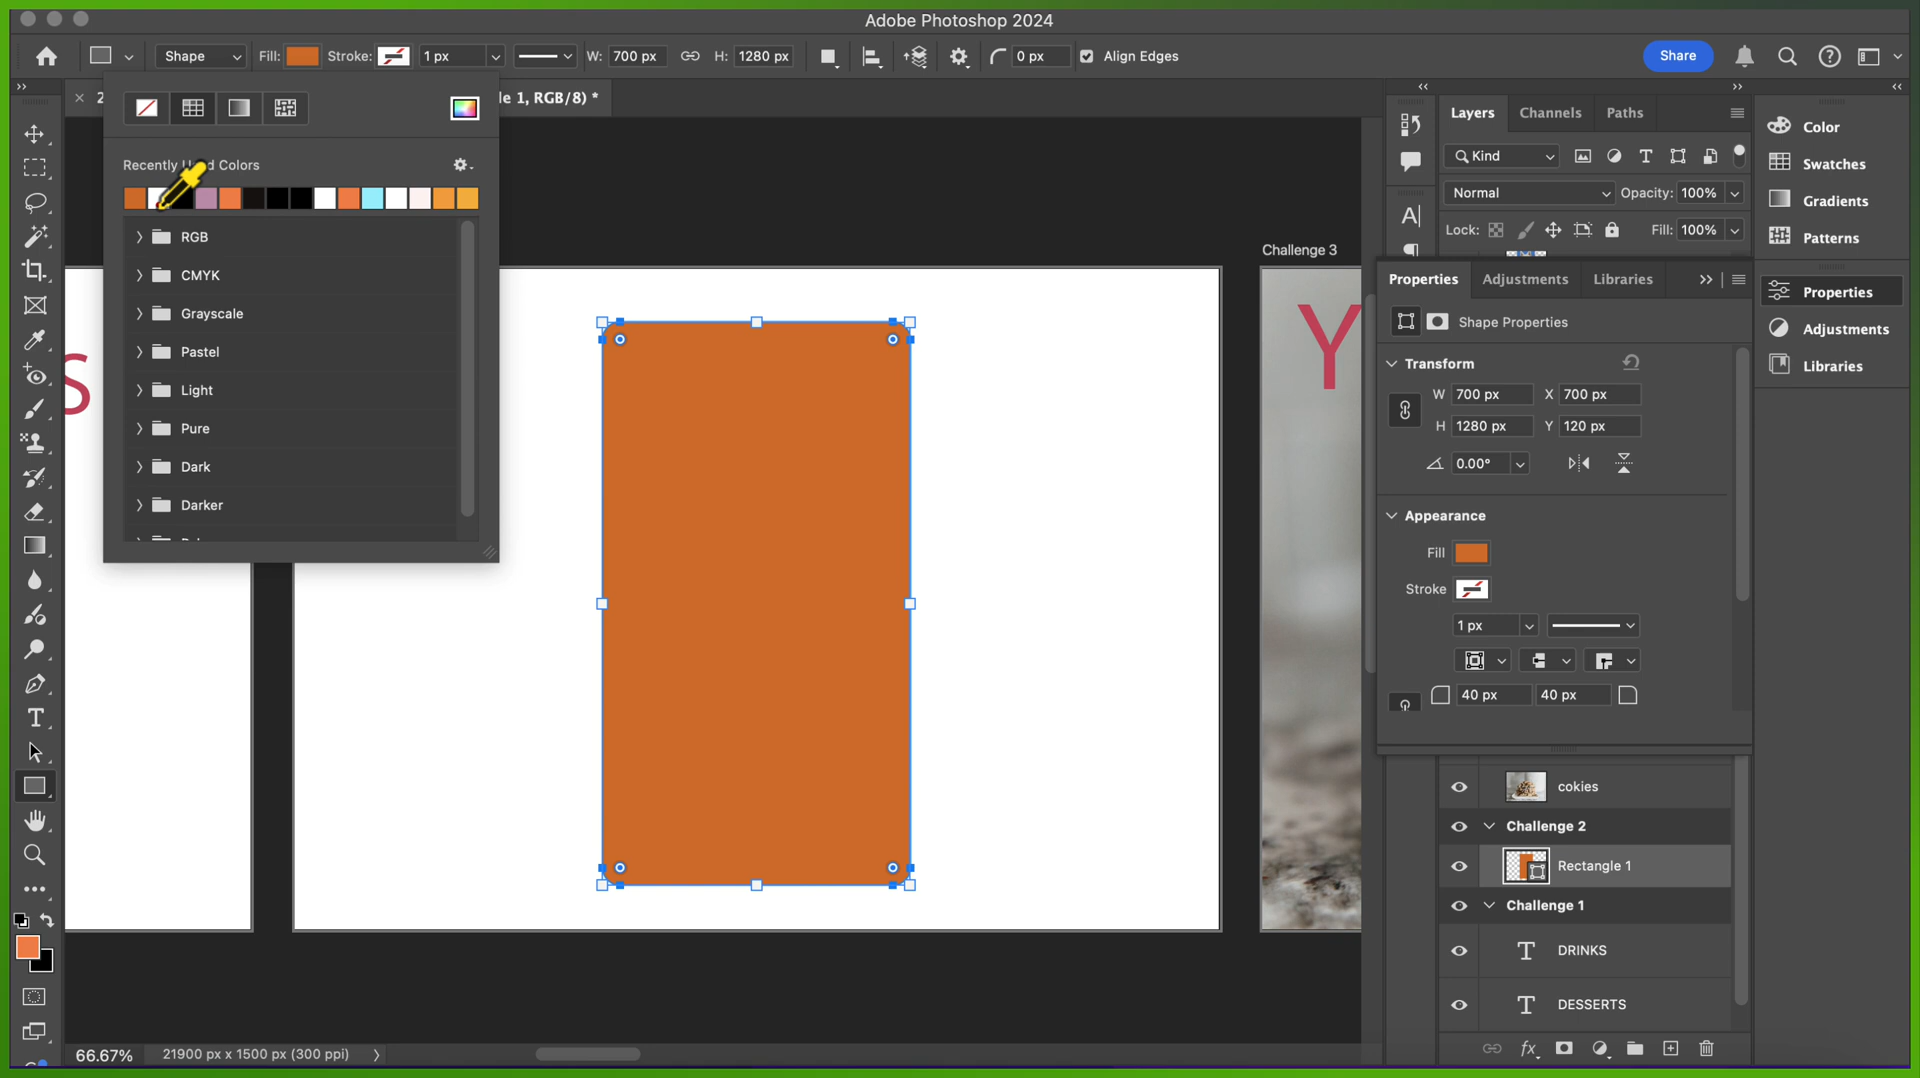 Adobe Photoshop 2024
Shape Fill: Stroke: 1 px W: 700 px H: 1280 px 0 px Align Edges Share
2 le 1, RGB/8) *
Recently Used Colors
RGB
CMYK
Grayscale
Pastel
Light
Pure
Dark
Darker
S
Challenge 3
Y
Layers Channels Paths
Kind
Normal Opacity: 100%
Lock: Fill: 100%
Properties Adjustments Libraries
Shape Properties
Transform
W 700 px X 700 px
H 1280 px Y 120 px
0.00°
Appearance
Fill
Stroke
1 px
40 px 40 px
cokies
Challenge 2
Rectangle 1
Challenge 1
DRINKS
DESSERTS
Color
Swatches
Gradients
Patterns
Properties
Adjustments
Libraries
66.67% 21900 px x 1500 px (300 ppi)